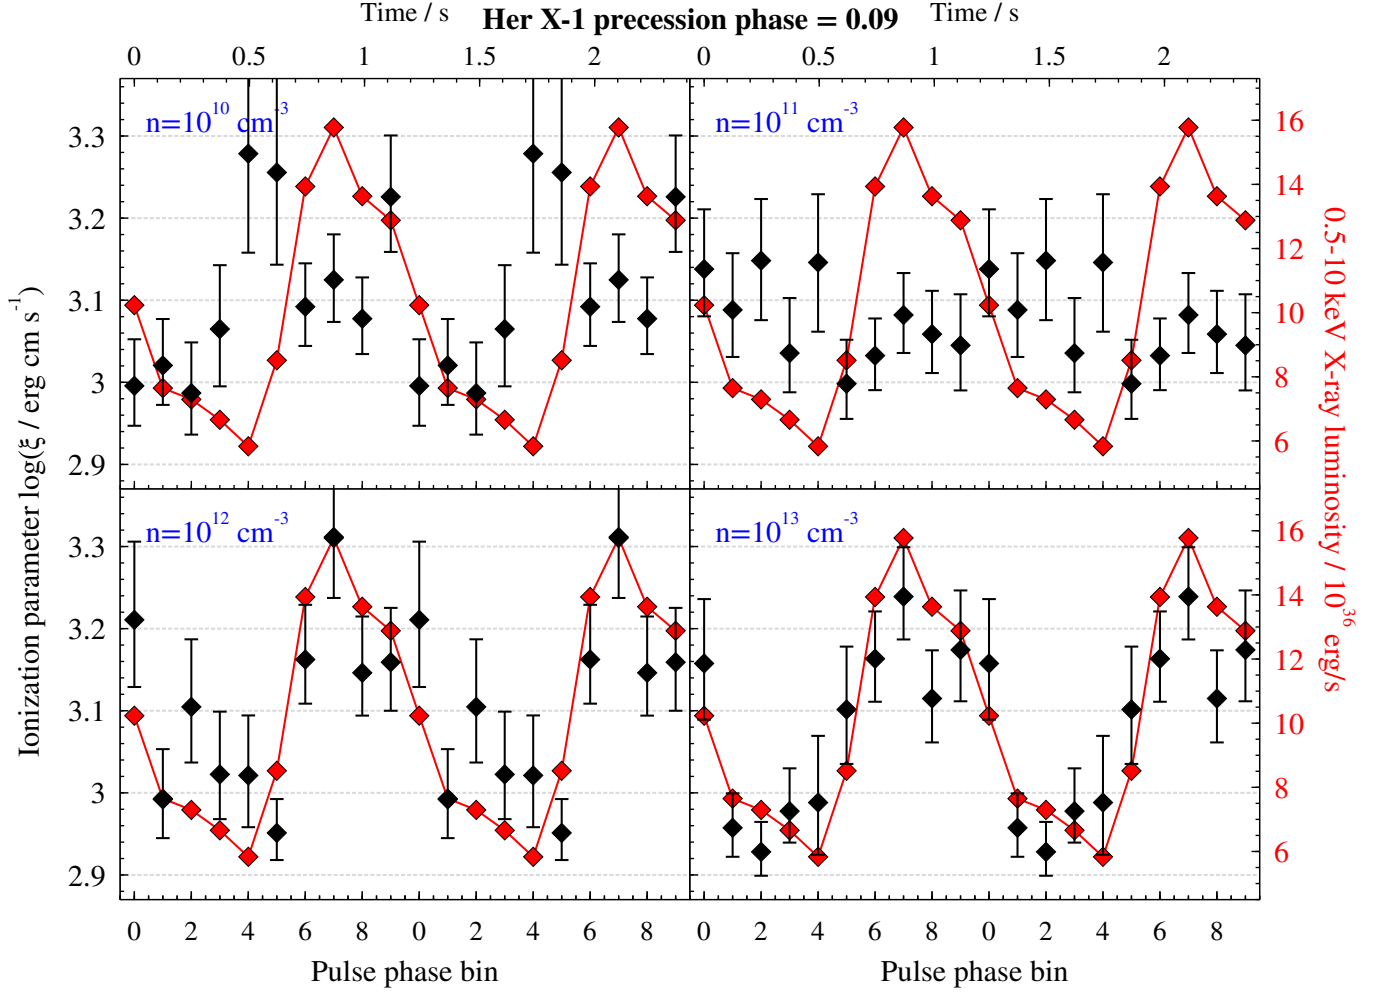 Time / s Her X-1 precession phase = 0.09 Time / s
0 0.5 1 1.5 2 0 0.5 1 1.5 2
n=10^10 cm^-3
n=10^11 cm^-3
3.3
3.2
3.1
3
2.9
16
14
12
10
8
6
n=10^12 cm^-3
n=10^13 cm^-3
3.3
3.2
3.1
3
2.9
16
14
12
10
8
6
Ionization parameter log(ξ / erg cm s^-1)
0.5-10 keV X-ray luminosity / 10^36 erg/s
0 2 4 6 8 0 2 4 6 8 0 2 4 6 8 0 2 4 6 8
Pulse phase bin Pulse phase bin